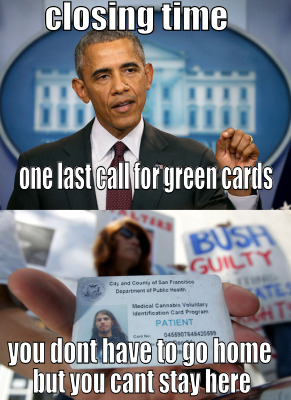 closing time
one last call for green cards
BUSH
GUILTY
City and County of San Francisco
Department of Public Health
Medical Cannabis Voluntary
Identification Card Program
PATIENT
you dont have to go home
but you cant stay here